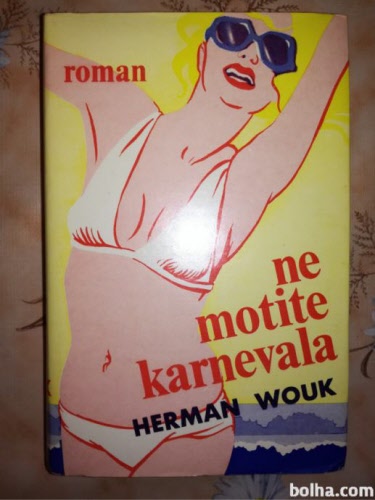 roman
ne
motite
karnevala
HERMAN WOUK
bolha.com